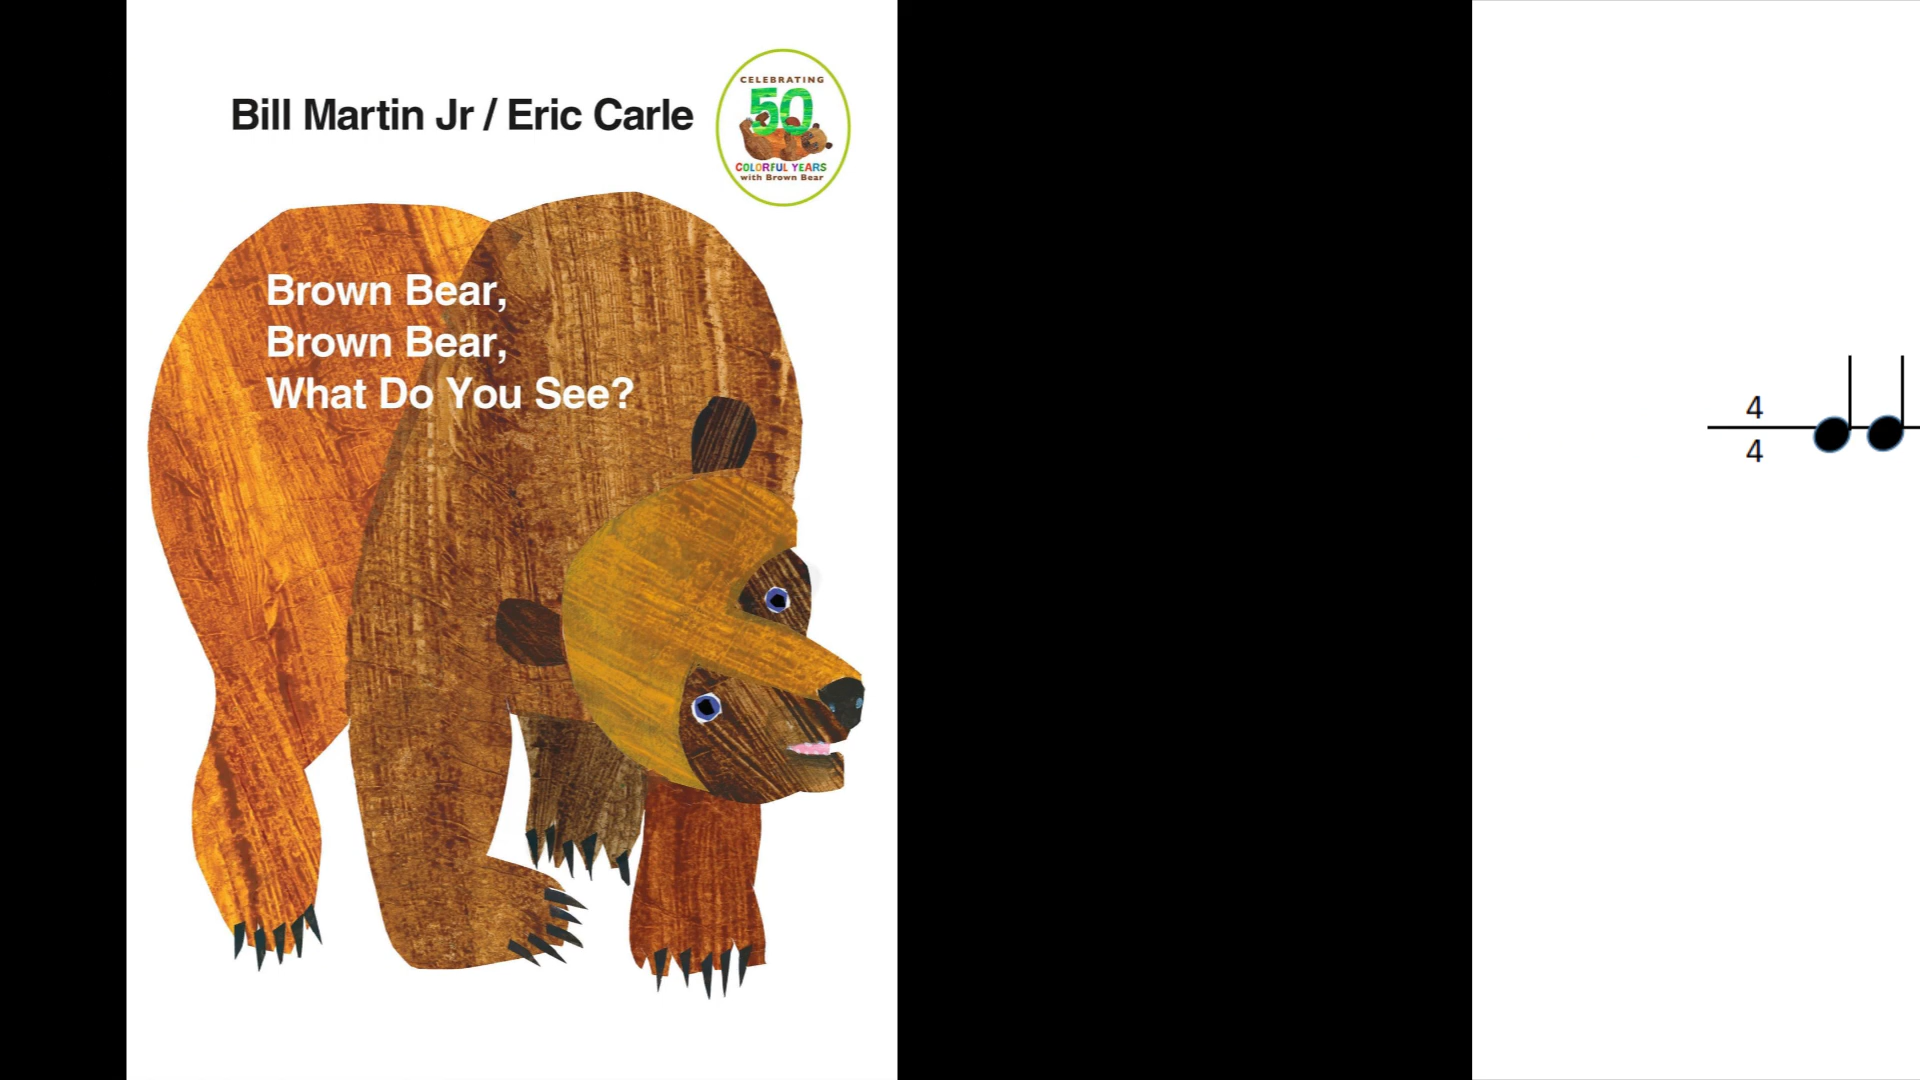 Bill Martin Jr / Eric Carle
CELEBRATING
50
COLORFUL YEARS
with Brown Bear
Brown Bear,
Brown Bear,
What Do You See?
4
4